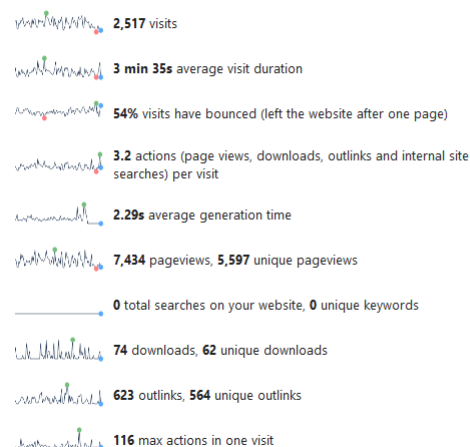 2,517 visits
3 min 35s average visit duration
54% visits have bounced (left the website after one page)
3.2 actions (page views, downloads, outlinks and internal site
searches) per visit
2.29s average generation time
7,434 pageviews, 5,597 unique pageviews
0 total searches on your website, 0 unique keywords
74 downloads, 62 unique downloads
623 outlinks, 564 unique outlinks
116 max actions in one visit